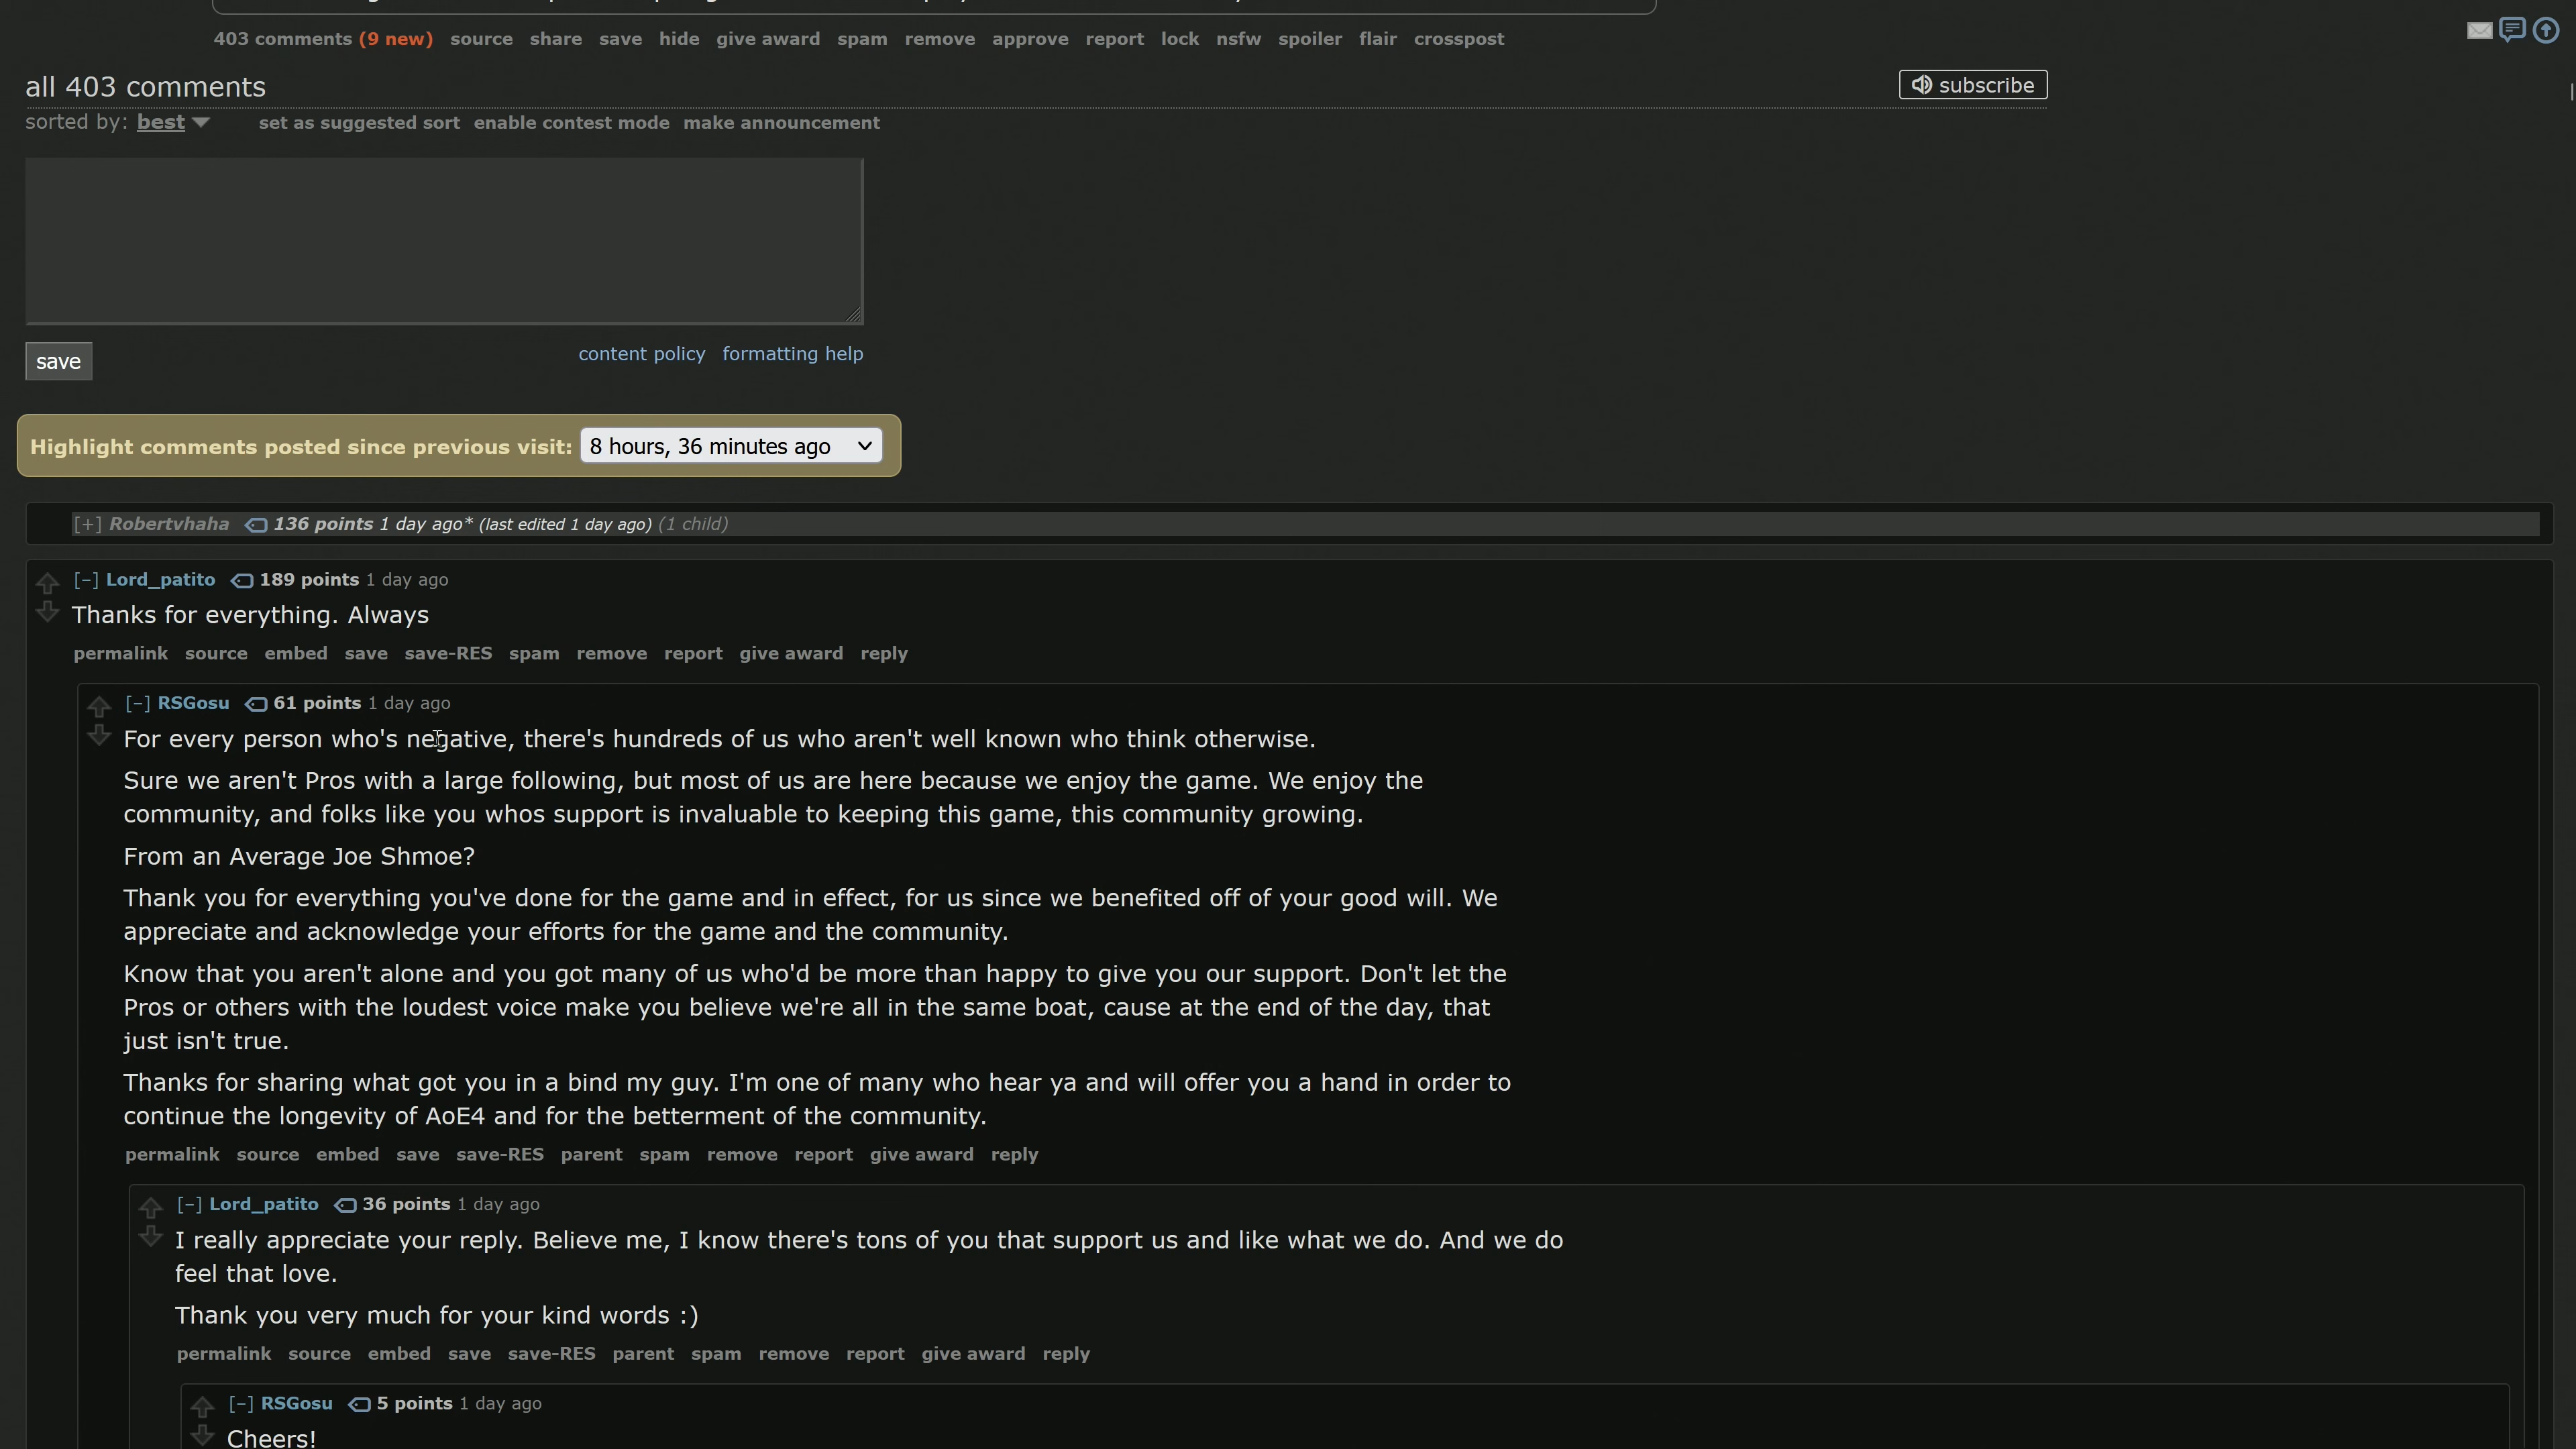 403 comments (9 new) source share save hide give award spam remove approve report lock nsfw spoiler flair crosspost
all 403 comments
subscribe
sorted by: best
set as suggested sort enable contest mode make announcement
save
content policy formatting help
Highlight comments posted since previous visit: 8 hours, 36 minutes ago
[+] Robertvhaha 136 points 1 day ago* (last edited 1 day ago) (1 child)
[–] Lord_patito 189 points 1 day ago
Thanks for everything. Always
permalink source embed save save-RES spam remove report give award reply
[–] RSGosu 61 points 1 day ago
For every person who's negative, there's hundreds of us who aren't well known who think otherwise.
Sure we aren't Pros with a large following, but most of us are here because we enjoy the game. We enjoy the
community, and folks like you whos support is invaluable to keeping this game, this community growing.
From an Average Joe Shmoe?
Thank you for everything you've done for the game and in effect, for us since we benefited off of your good will. We
appreciate and acknowledge your efforts for the game and the community.
Know that you aren't alone and you got many of us who'd be more than happy to give you our support. Don't let the
Pros or others with the loudest voice make you believe we're all in the same boat, cause at the end of the day, that
just isn't true.
Thanks for sharing what got you in a bind my guy. I'm one of many who hear ya and will offer you a hand in order to
continue the longevity of AoE4 and for the betterment of the community.
permalink source embed save save-RES parent spam remove report give award reply
[–] Lord_patito 36 points 1 day ago
I really appreciate your reply. Believe me, I know there's tons of you that support us and like what we do. And we do
feel that love.
Thank you very much for your kind words :)
permalink source embed save save-RES parent spam remove report give award reply
[–] RSGosu 5 points 1 day ago
Cheers!